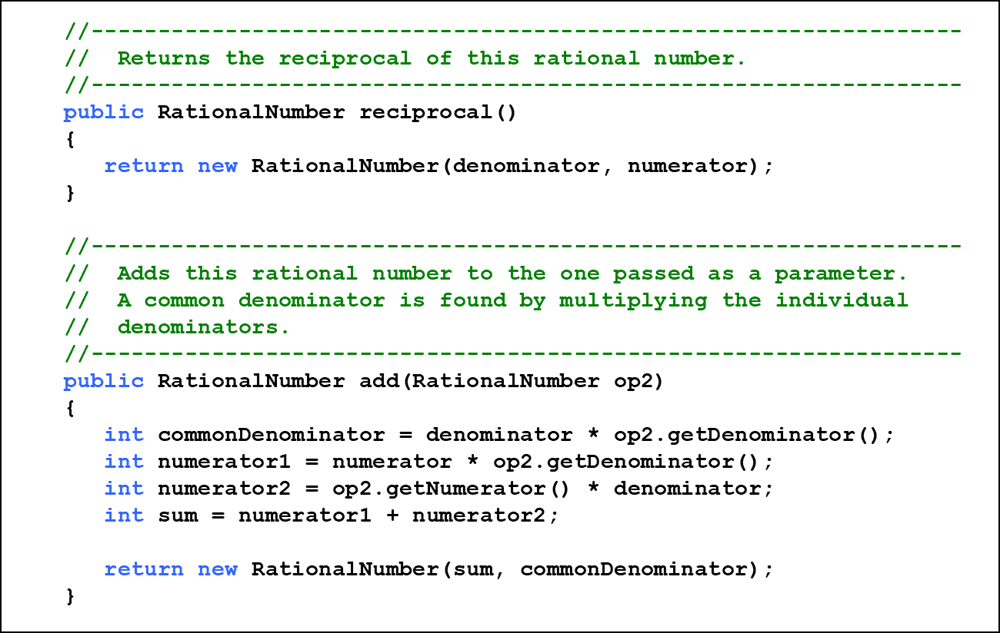 //-----------------------------------------------------------------
//  Returns the reciprocal of this rational number.
//-----------------------------------------------------------------
public RationalNumber reciprocal()
{
   return new RationalNumber(denominator, numerator);
}
//-----------------------------------------------------------------
//  Adds this rational number to the one passed as a parameter.
//  A common denominator is found by multiplying the individual
//  denominators.
//-----------------------------------------------------------------
public RationalNumber add(RationalNumber op2)
{
   int commonDenominator = denominator * op2.getDenominator();
   int numerator1 = numerator * op2.getDenominator();
   int numerator2 = op2.getNumerator() * denominator;
   int sum = numerator1 + numerator2;
   return new RationalNumber(sum, commonDenominator);
}